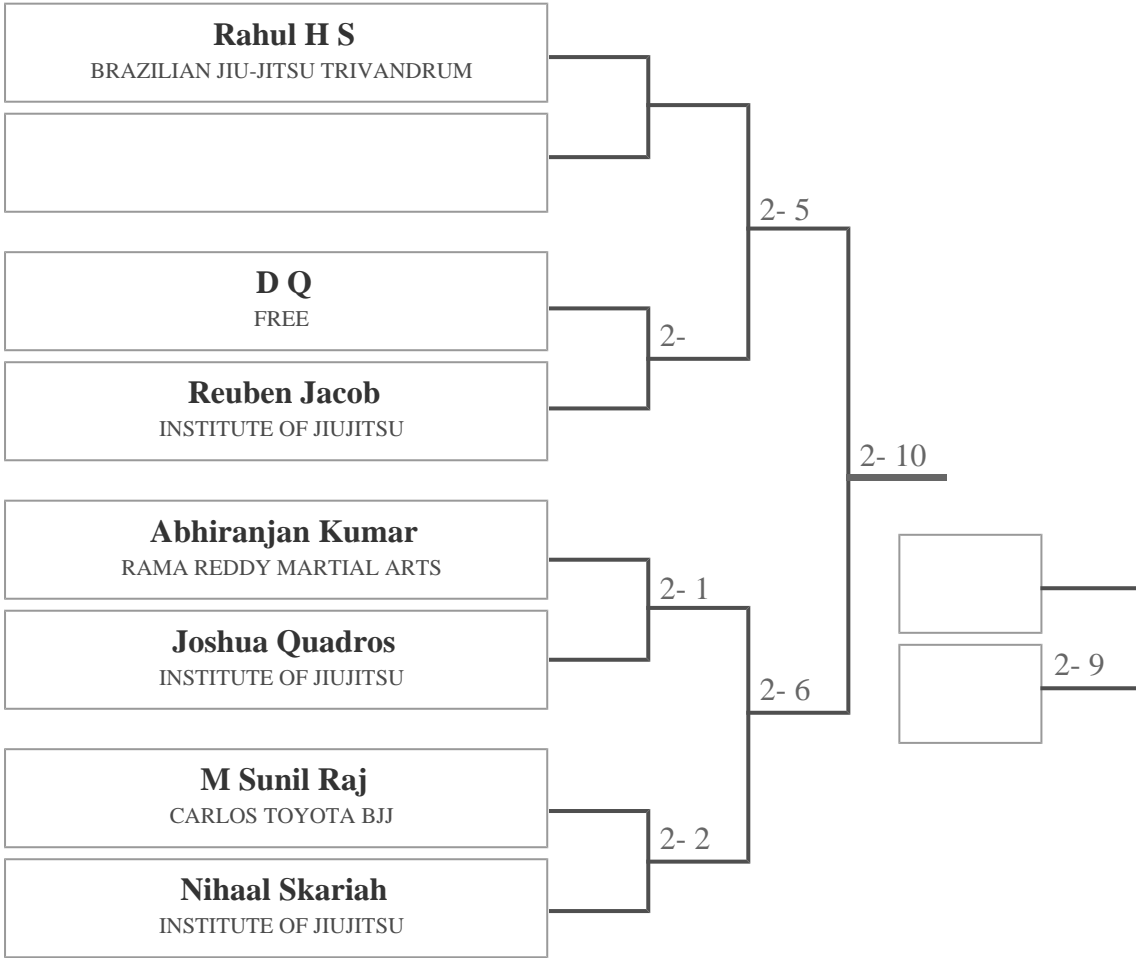 Rahul H S
BRAZILIAN JIU-JITSU TRIVANDRUM
2- 5
D Q
FREE
2-
Reuben Jacob
INSTITUTE OF JIUJITSU
2- 10
Abhiranjan Kumar
RAMA REDDY MARTIAL ARTS
2- 1
Joshua Quadros
INSTITUTE OF JIUJITSU
2- 9
2- 6
M Sunil Raj
CARLOS TOYOTA BJJ
2- 2
Nihaal Skariah
INSTITUTE OF JIUJITSU